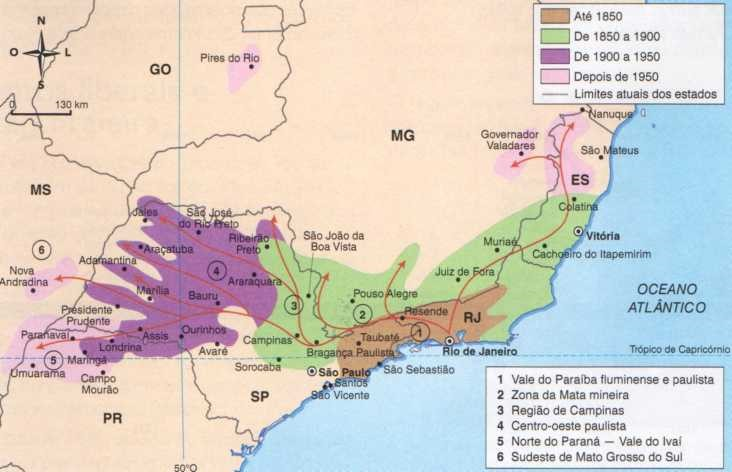 Até 1850
De 1850 a 1900
De 1900 a 1950
Depois de 1950
Limites atuais dos estados
N
O L
S
0 130 km
GO
Pires do Rio
MG
Nanuque
Governador
Valadares
São Mateus
ES
Colatina
Vitória
Cachoeiro do Itapemirim
MS
Jales
São José
do Rio Preto
Ribeirão
Preto
São João da
Boa Vista
Muriaé
Juiz de Fora
6
Nova
Andradina
Adamantina
Araçatuba
4
Araraquara
3
Pouso Alegre
2
Resende
RJ
OCEANO
ATLÂNTICO
Marília
Bauru
Presidente
Prudente
Paranavaí
Assis
Ourinhos
Campinas
Taubaté
1
Rio de Janeiro
Londrina
Avaré
Bragança Paulista
Trópico de Capricórnio
5
Maringá
Umuarama
Campo
Mourão
Sorocaba
São Paulo
São Sebastião
Santos
São Vicente
SP
PR
50°O
1 Vale do Paraíba fluminense e paulista
2 Zona da Mata mineira
3 Região de Campinas
4 Centro-oeste paulista
5 Norte do Paraná — Vale do Ivaí
6 Sudeste de Mato Grosso do Sul